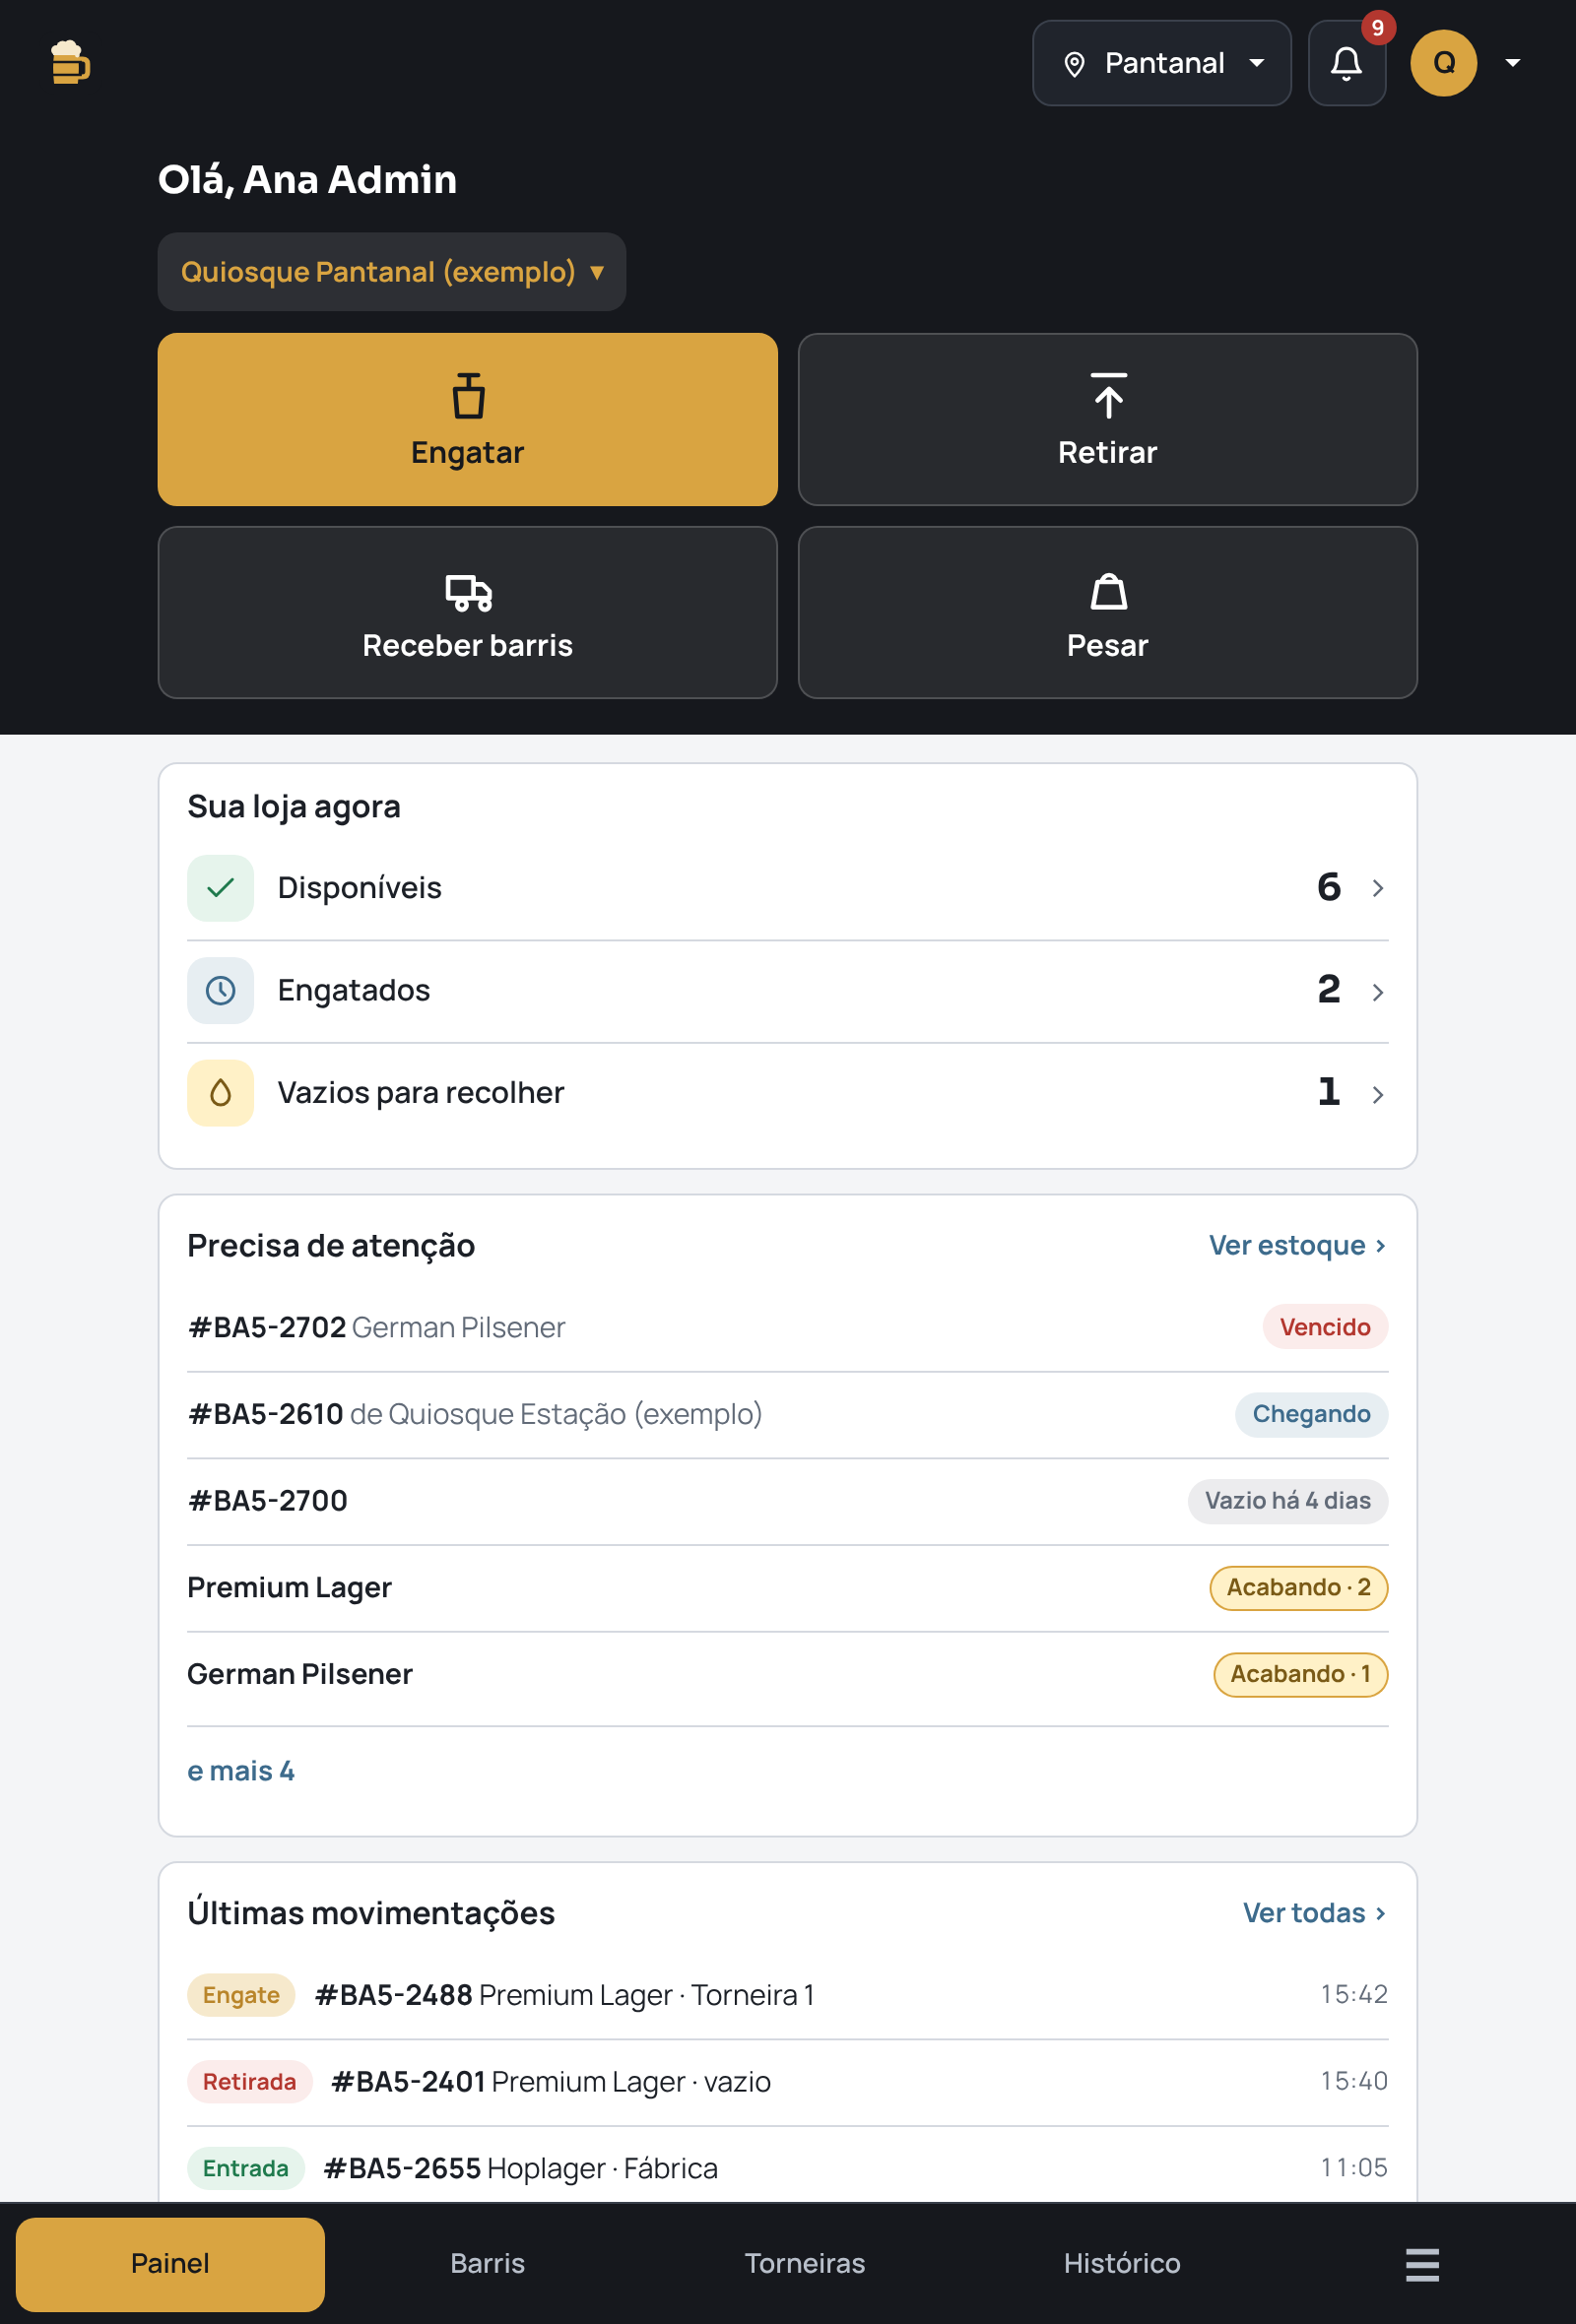 Pantanal
9
Q
Olá, Ana Admin
Quiosque Pantanal (exemplo) ▼
Engatar
Retirar
Receber barris
Pesar
Sua loja agora
Disponíveis 6
Engatados 2
Vazios para recolher 1
Precisa de atenção Ver estoque ›
#BA5-2702 German Pilsener Vencido
#BA5-2610 de Quiosque Estação (exemplo) Chegando
#BA5-2700 Vazio há 4 dias
Premium Lager Acabando · 2
German Pilsener Acabando · 1
e mais 4
Últimas movimentações Ver todas ›
Engate #BA5-2488 Premium Lager · Torneira 1 15:42
Retirada #BA5-2401 Premium Lager · vazio 15:40
Entrada #BA5-2655 Hoplager · Fábrica 11:05
Painel Barris Torneiras Histórico